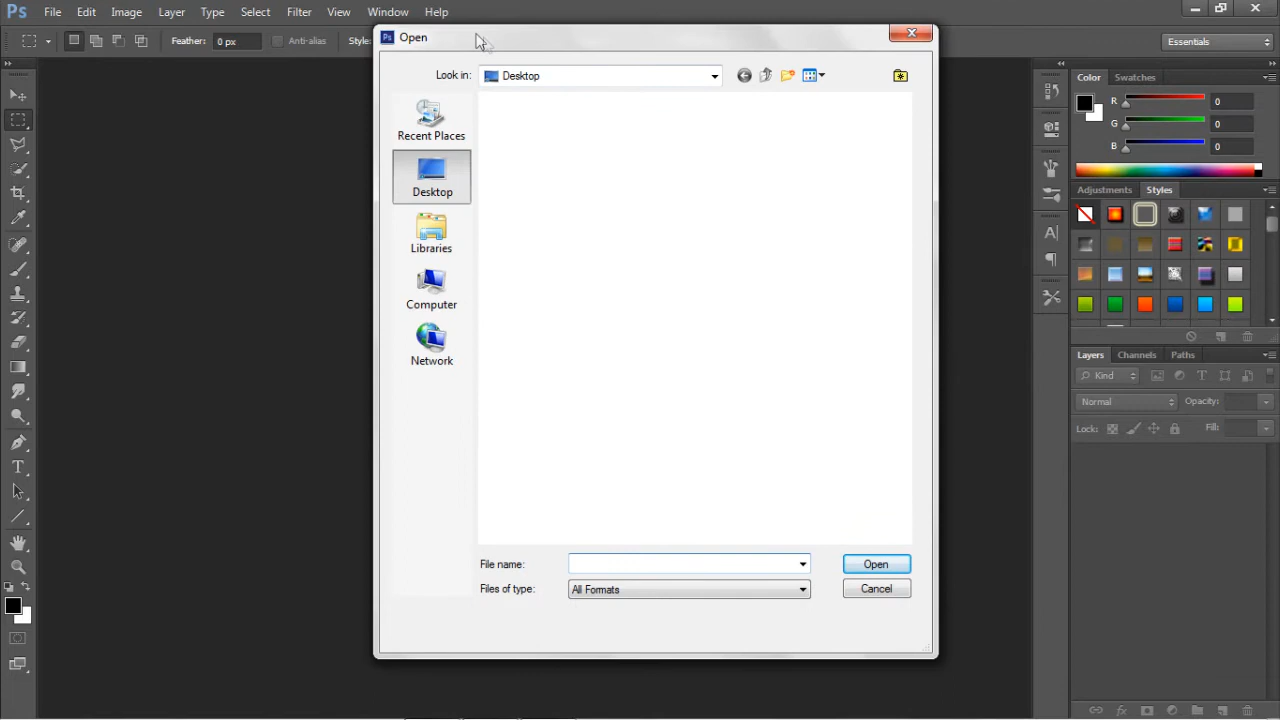 Ps File Edit Image Layer Type Select Filter View Window Help
Feather: 0 px Anti-alias Style: Essentials
Ps Open
Look in: Desktop
Recent Places
Desktop
Libraries
Computer
Network
File name: Open
Files of type: All Formats Cancel
Color Swatches
R 0
G 0
B 0
Adjustments Styles
Layers Channels Paths
Kind
Normal Opacity:
Lock: Fill: